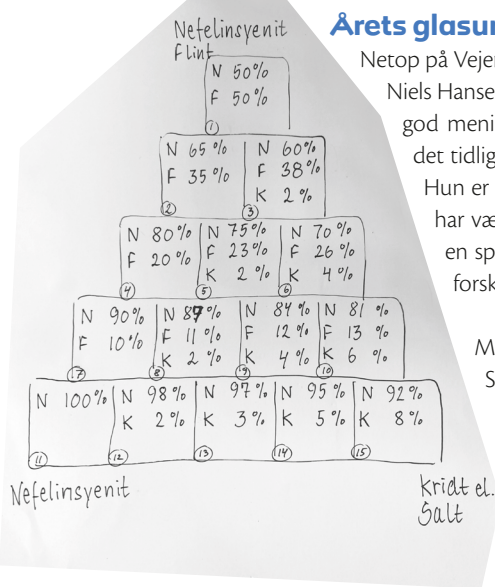 Nefelinsyenit
Flint
N 50%
F 50%
1
N 65% N 60%
F 35% F 38%
K 2%
2 3
N 80% N 75% N 70%
F 20% F 23% F 26%
K 2% K 4%
4 5 6
N 90% N 87% N 84% N 81 %
F 10% F 11 % F 12% F 13 %
K 2% K 4% K 6 %
7 8 9 10
N 100% N 98% N 97% N 95% N 92%
K 2% K 3% K 5% K 8%
11 12 13 14 15
Nefelinsyenit
Kridt el.
Salt
Årets glasur
Netop på Vejen
Niels Hanse
god meni
det tidlig
Hun er
har væ
en sp
forsk
M
S